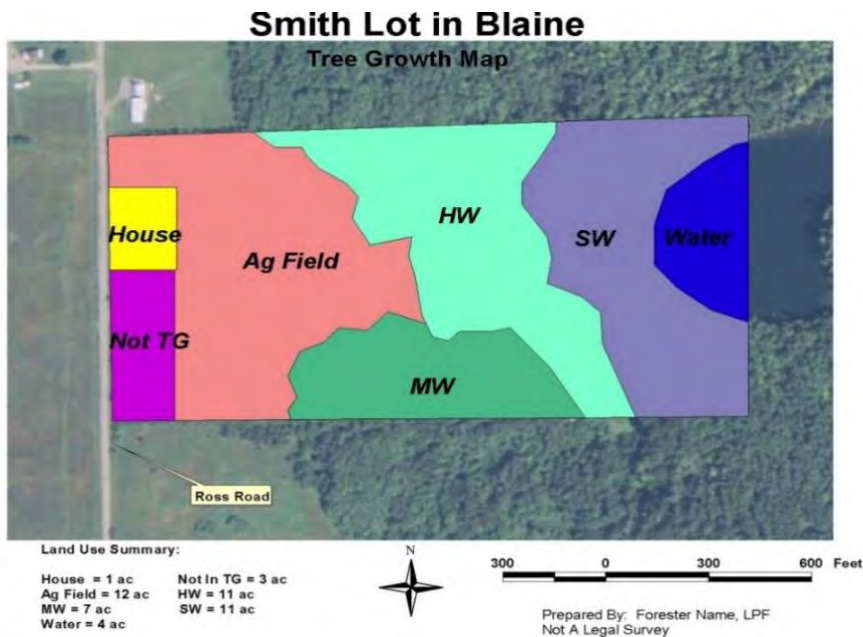 Smith Lot in Blaine
Tree Growth Map
HW
House
SW
Water
Ag Field
Not TG
MW
Ross Road
Land Use Summary:
House = 1 ac Not In TG = 3 ac
Ag Field = 12 ac HW = 11 ac
MW = 7 ac SW = 11 ac
Water = 4 ac
N
300 0 300 600 Feet
Prepared By: Forester Name, LPF
Not A Legal Survey